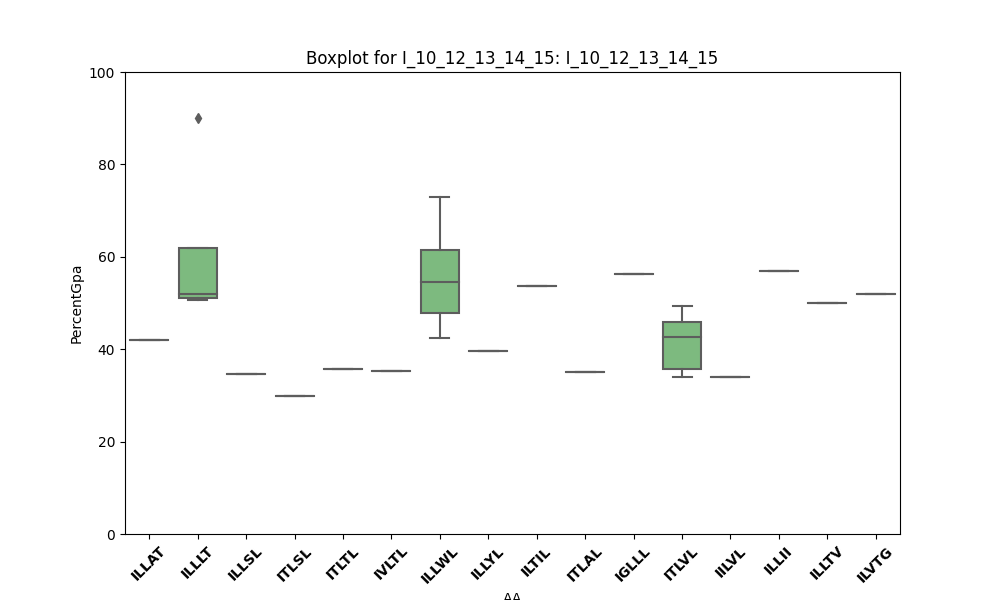 Boxplot for I_10_12_13_14_15: I_10_12_13_14_15
100
80
60
40
20
0
PercentGpa
ILLAT
ILLLT
ILLSL
ITLSL
ITLTL
IVLTL
ILLWL
ILLYL
ILTIL
ITLAL
IGLLL
ITLVL
IILVL
ILLII
ILLTV
ILVTG
AA